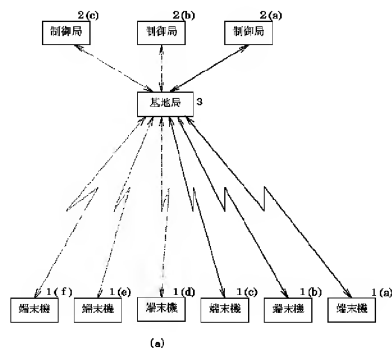 2(c) 2(b) 2(a)
制御局 制御局 制御局
基地局 3
1(f) 1(e) 1(d) 1(c) 1(b) 1(a)
端末機 端末機 端末機 端末機 端末機 端末機
(a)